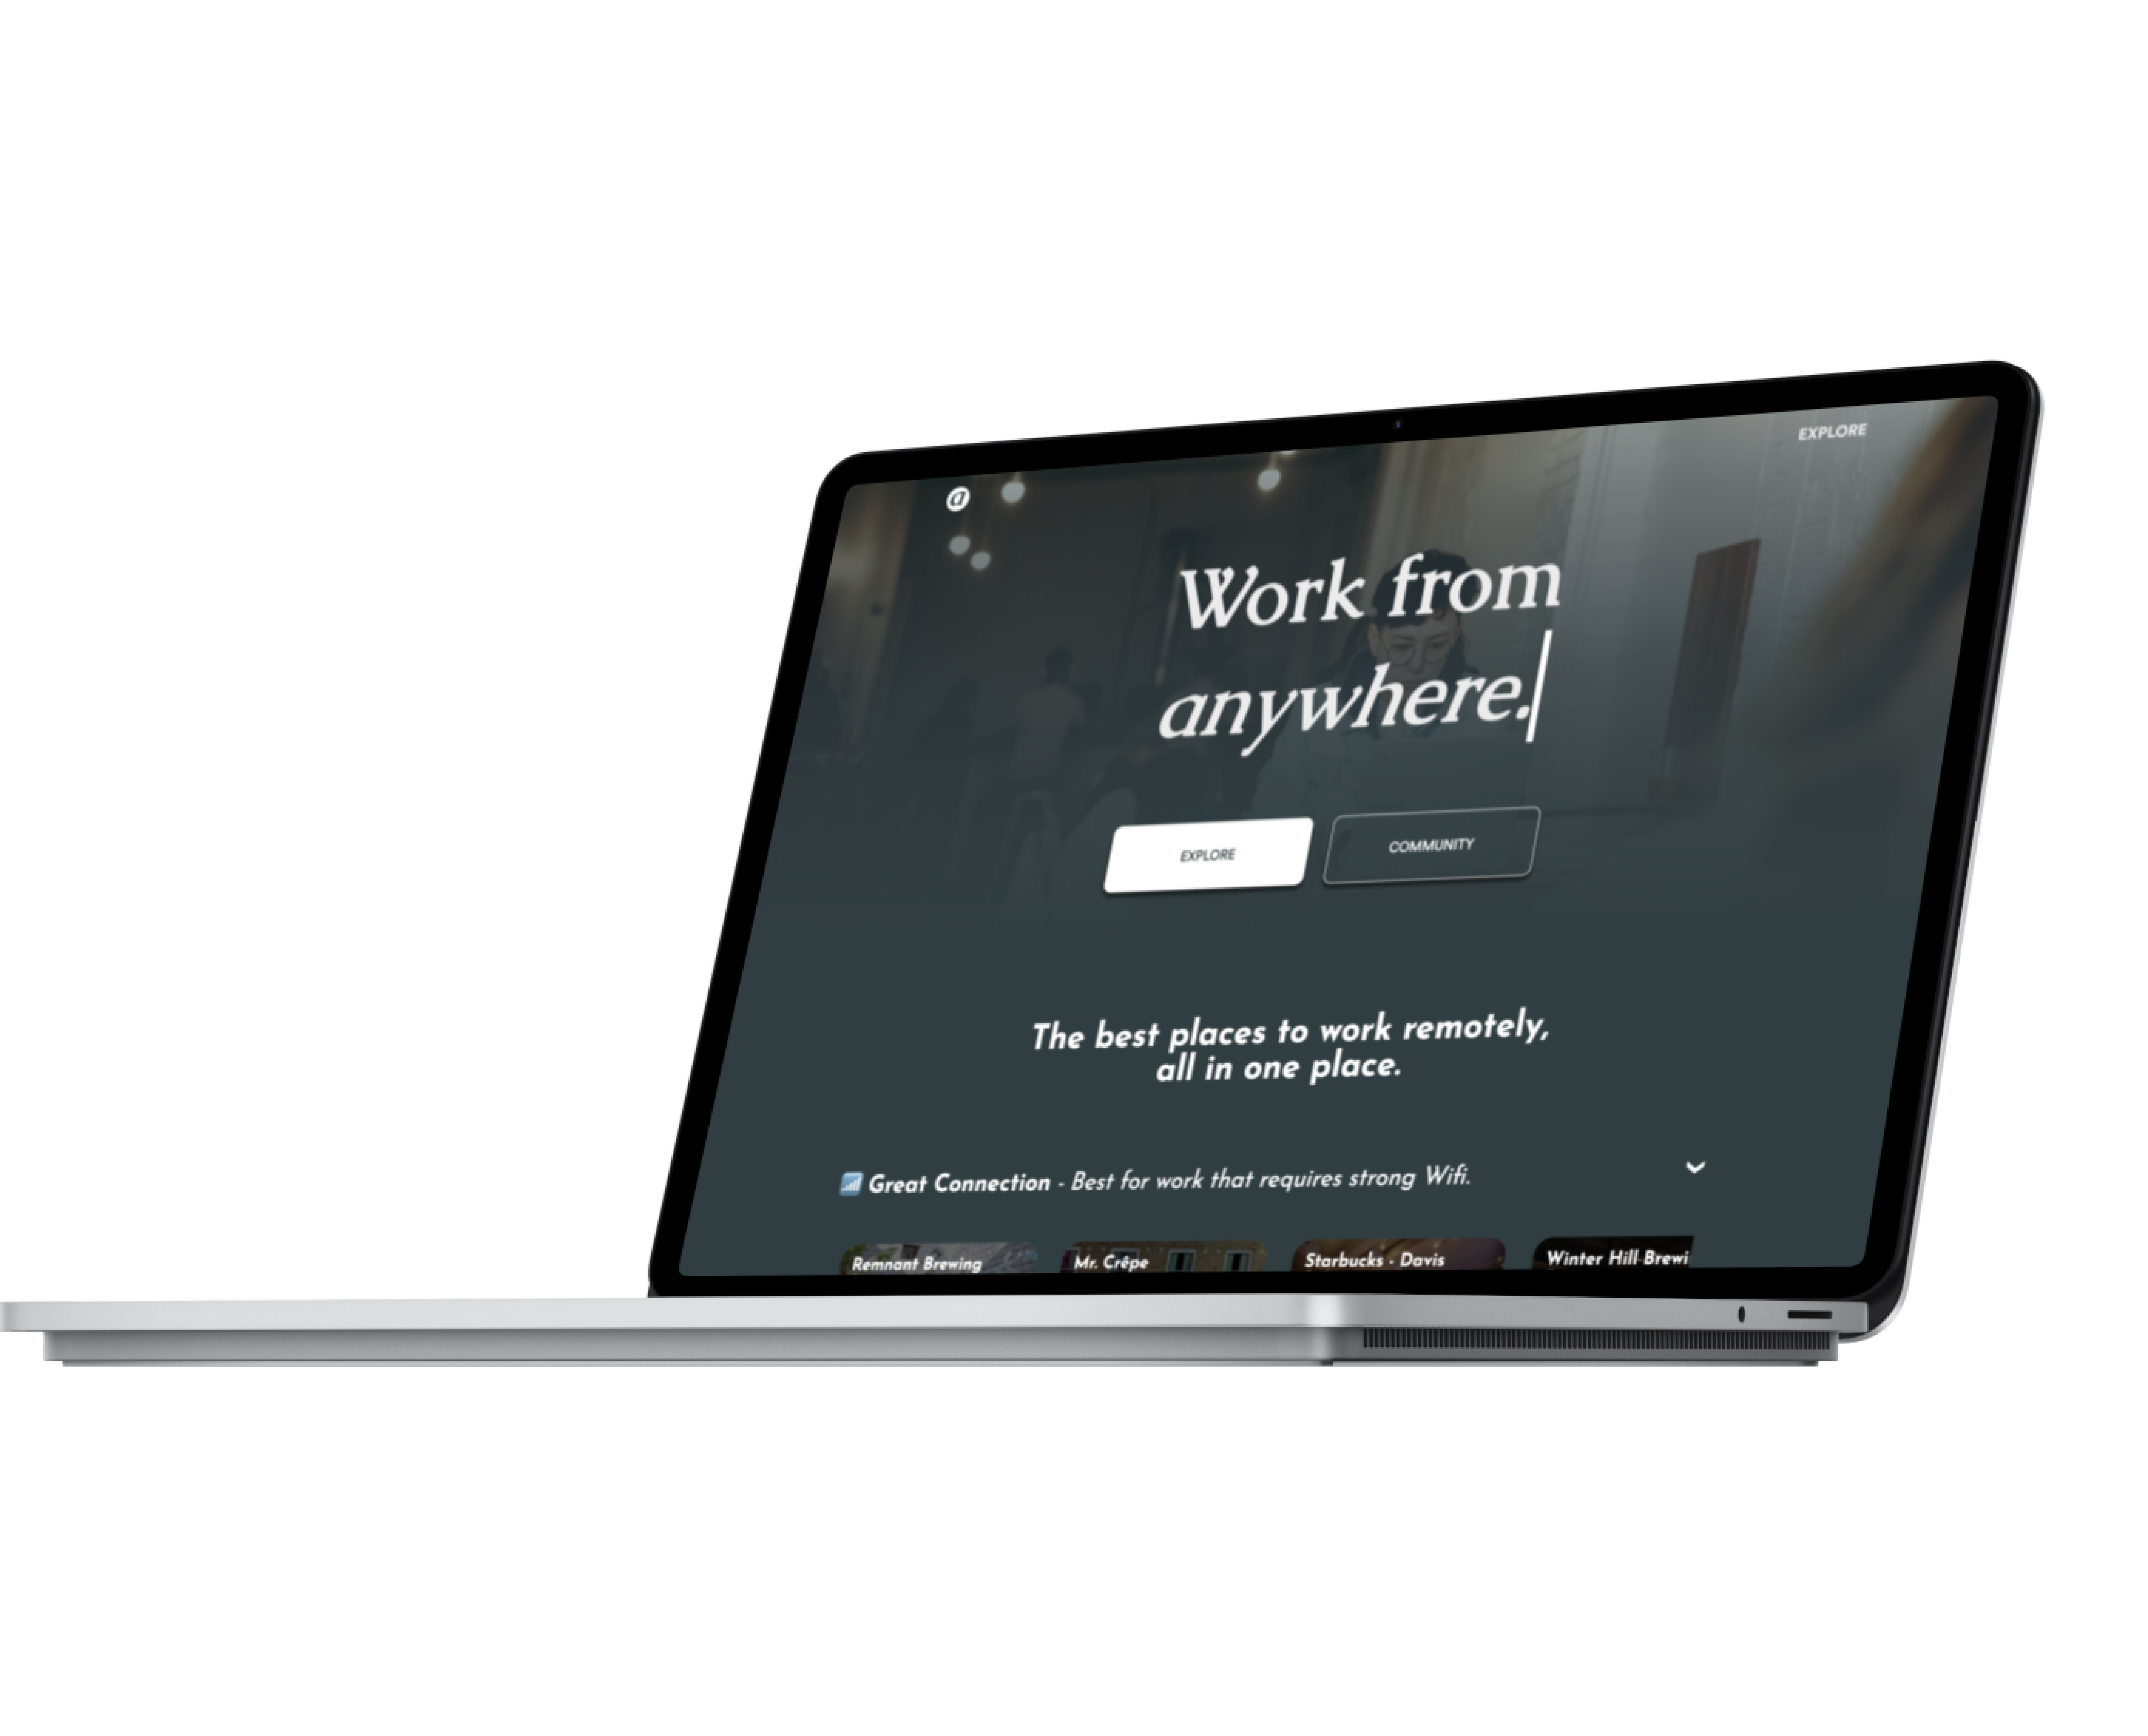 @
EXPLORE
Work from
anywhere.
EXPLORE
COMMUNITY
The best places to work remotely,
all in one place.
Great Connection - Best for work that requires strong Wifi.
Remnant Brewing
Mr. Crêpe
Starbucks - Davis
Winter Hill Brewi